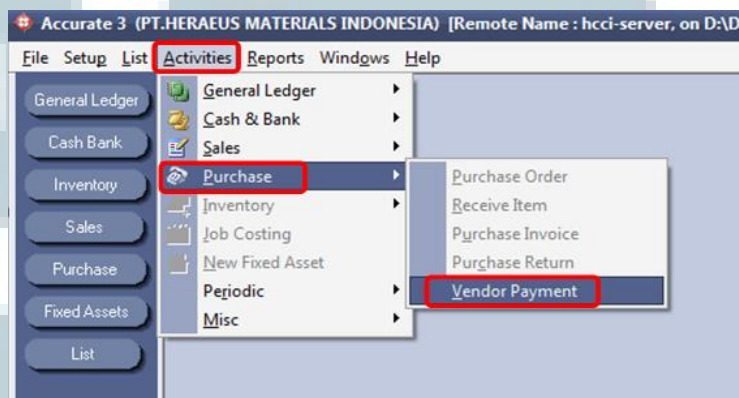 Accurate 3 (PT.HERAEUS MATERIALS INDONESIA) [Remote Name : hcci-server, on D:\D
File Setup List Activities Reports Windows Help
General Ledger
Cash Bank
Inventory
Sales
Purchase
Fixed Assets
List
General Ledger
Cash & Bank
Sales
Purchase
Inventory
Job Costing
New Fixed Asset
Periodic
Misc
Purchase Order
Receive Item
Purchase Invoice
Purchase Return
Vendor Payment